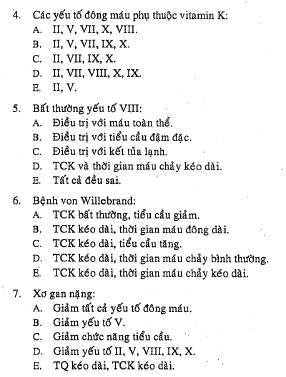 4. Các yếu tố đông máu phụ thuộc vitamin K:
A. II, V, VII, X, VIII.
B. II, V, VII, IX, X.
C. II, VII, IX, X.
D. II, VII, VIII, X, IX.
E. II, V.
5. Bất thường yếu tố VIII:
A. Điều trị với máu toàn thể.
B. Điều trị với tiểu cầu đậm đặc.
C. Điều trị với kết tủa lạnh.
D. TCK và thời gian máu chảy kéo dài.
E. Tất cả đều sai.
6. Bệnh von Willebrand:
A. TCK bất thường, tiểu cầu giảm.
B. TCK kéo dài, thời gian máu đông dài.
C. TCK kéo dài, tiểu cầu tăng.
D. TCK kéo dài, thời gian máu chảy bình thường.
E. TCK kéo dài, thời gian máu chảy kéo dài.
7. Xơ gan nặng:
A. Giảm tất cả yếu tố đông máu.
B. Giảm yếu tố V.
C. Giảm chức năng tiểu cầu.
D. Giảm yếu tố II, V, VIII, IX, X.
E. TQ kéo dài, TCK kéo dài.